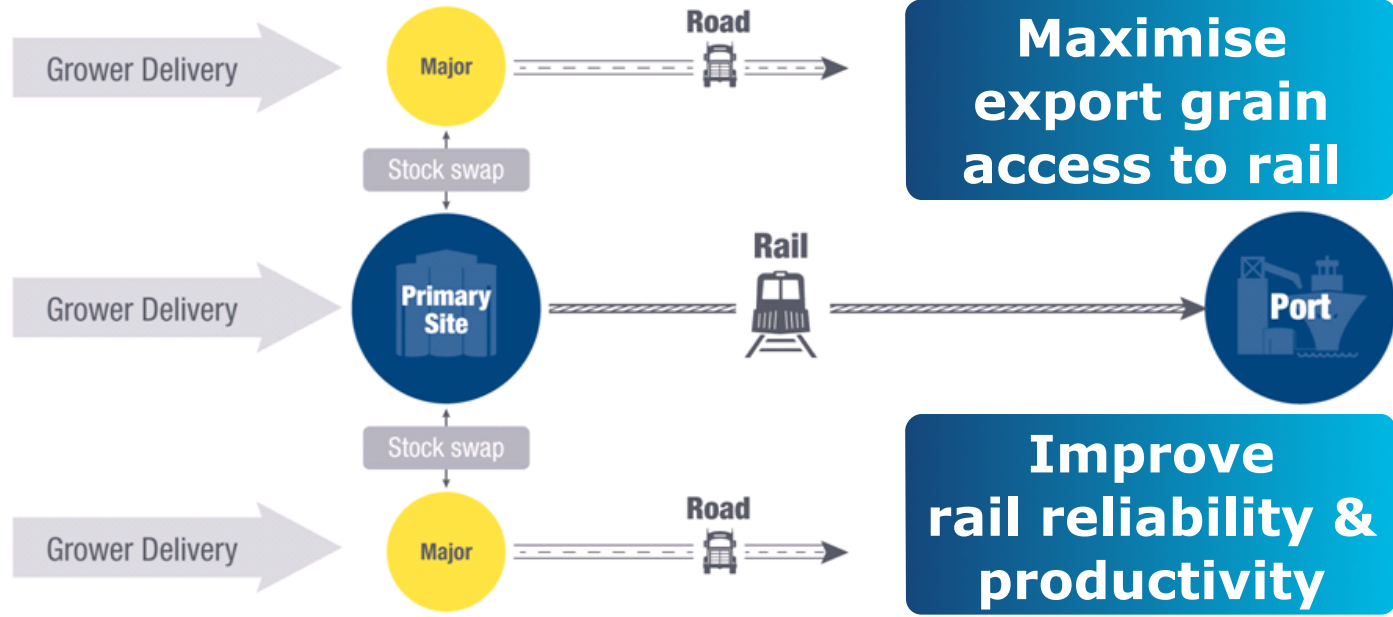 Road
Maximise
export grain
access to rail
Grower Delivery
Major
Stock swap
Rail
Grower Delivery
Primary
Site
Port
Stock swap
Road
Improve
rail reliability &
productivity
Grower Delivery
Major